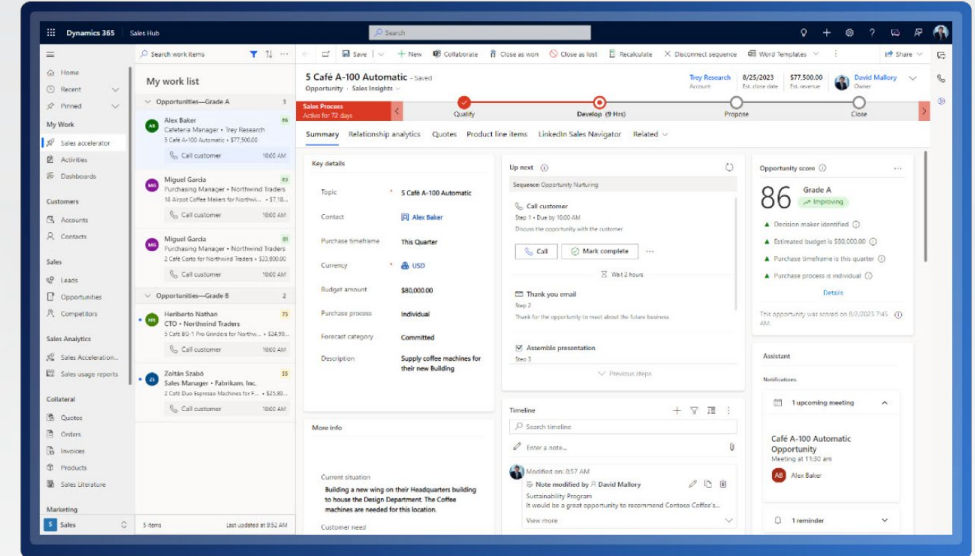 Dynamics 365
Sales Hub
Search
Search work items
Save
New
Collaborate
Close as won
Close as lost
Recalculate
Disconnect sequence
Word Templates
Share
Home
Recent
Pinned
My Work
Sales accelerator
Activities
Dashboards
Customers
Accounts
Contacts
Sales
Leads
Opportunities
Competitors
Sales Analytics
Sales Acceleration...
Sales usage reports
Collateral
Quotes
Orders
Invoices
Products
Sales Literature
Marketing
S Sales
My work list
Opportunities—Grade A 3
AB Alex Baker 86
Cafeteria Manager • Trey Research
5 Café A-100 Automatic • $77,500.00
Call customer 10:00 AM
MG Miguel Garcia
Purchasing Manager • Northwind Traders
Call customer 10:00 AM
MG Miguel Garcia
Purchasing Manager • Northwind Traders
Call customer 10:00 AM
Opportunities—Grade B 2
Heriberto Nathan 75
CTO • Northwind Traders
Call customer 10:00 AM
ZS Zoltán Szabó
Sales Manager • Fabrikam, Inc.
Call customer 10:00 AM
5 items Last updated at 9:52 AM
5 Café A-100 Automatic - Saved
Opportunity · Sales Insights
Trey Research
Account
8/25/2023
Est. close date
$77,500.00
Est. revenue
David Mallory
Owner
Sales Process
Active for 72 days
Qualify
Develop (9 Hrs)
Propose
Close
Summary Relationship analytics Quotes Product line items LinkedIn Sales Navigator Related
Key details
Topic * 5 Café A-100 Automatic
Contact Alex Baker
Purchase timeframe This Quarter
Currency * USD
Budget amount $80,000.00
Purchase process Individual
Forecast category Committed
Description Supply coffee machines for
their new Building
More info
Current situation
Building a new wing on their Headquarters building
to house the Design Department. The Coffee
machines are needed for this location.
Customer need
Up next
Sequence: Opportunity Nurturing
Call customer
Step 1 • Due by 10:00 AM
Discuss the opportunity with the customer
Call
Mark complete
Wait 2 hours
Thank you email
Step 2
Thank for the opportunity to meet about the future business
Assemble presentation
Step 3
Previous steps
Timeline
Search timeline
Enter a note...
Modified on: 9:57 AM
Note modified by David Mallory
Sustainability Program
It would be a great opportunity to recommend Contoso Coffee's...
View more
Opportunity score
86 Grade A
Improving
Decision maker identified
Estimated budget is $80,000.00
Purchase timeframe is this quarter
Purchase process is individual
Details
This opportunity was scored on 8/2/2023 7:45
AM.
Assistant
Notifications
1 upcoming meeting
Café A-100 Automatic
Opportunity
Meeting at 11:30 am
AB Alex Baker
1 reminder